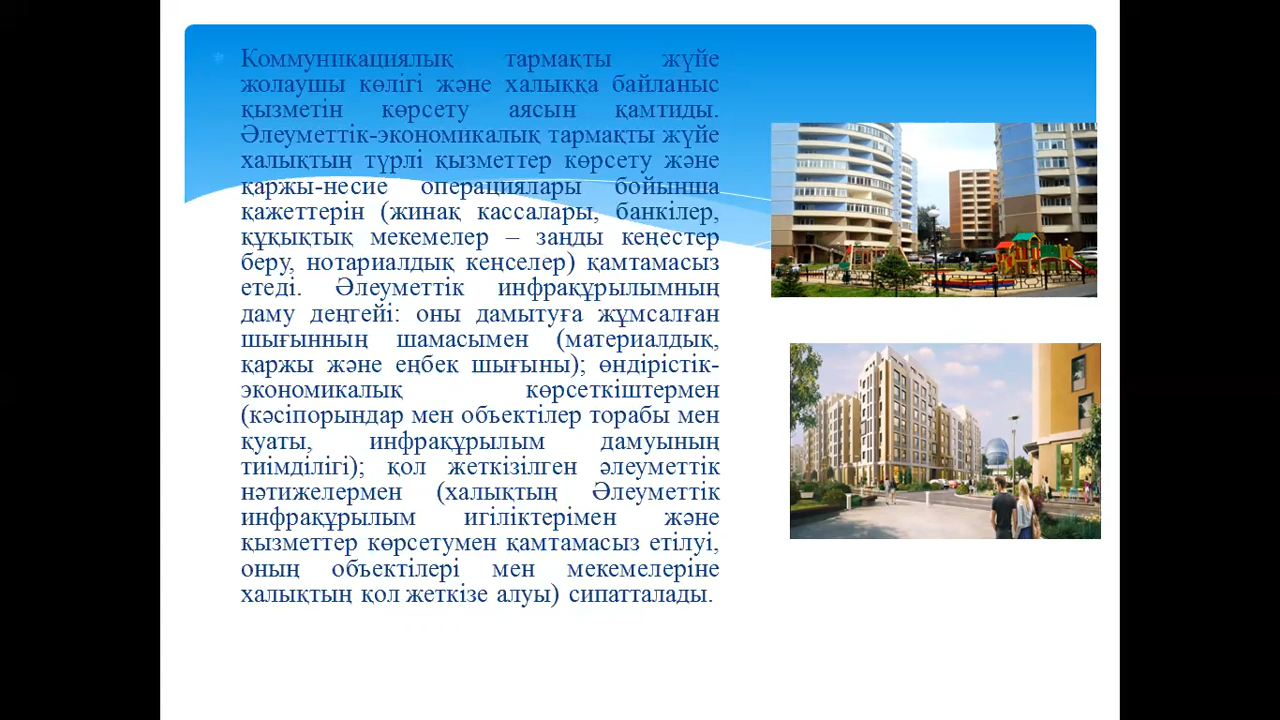 Коммуникациялық тармақты жүйе
жолаушы көлігі және халыққа байланыс
қызметін көрсету аясын қамтиды.
Әлеуметтік-экономикалық тармақты жүйе
халықтың түрлі қызметтер көрсету және
қаржы-несие операциялары бойынша
қажеттерін (жинақ кассалары, банкілер,
құқықтық мекемелер – заңды кеңестер
беру, нотариалдық кеңселер) қамтамасыз
етеді. Әлеуметтік инфрақұрылымның
даму деңгейі: оны дамытуға жұмсалған
шығынның шамасымен (материалдық,
қаржы және еңбек шығыны); өндірістік-
экономикалық көрсеткіштермен
(кәсіпорындар мен объектілер торабы мен
қуаты, инфрақұрылым дамуының
тиімділігі); қол жеткізілген әлеуметтік
нәтижелермен (халықтың Әлеуметтік
инфрақұрылым игіліктерімен және
қызметтер көрсетумен қамтамасыз етілуі,
оның объектілері мен мекемелеріне
халықтың қол жеткізе алуы) сипатталады.